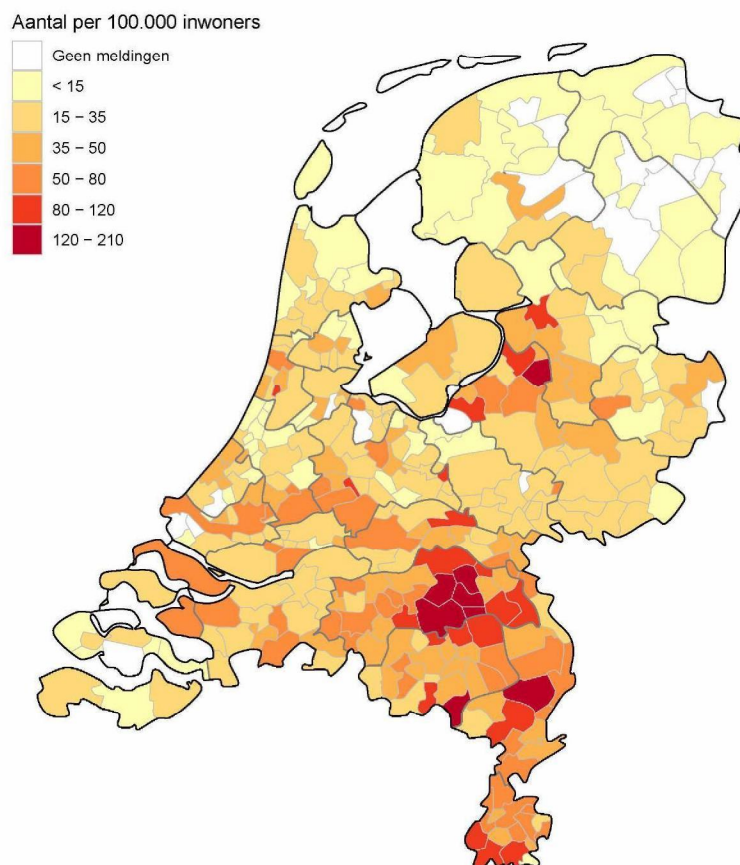 Aantal per 100.000 inwoners
Geen meldingen
< 15
15 – 35
35 – 50
50 – 80
80 – 120
120 – 210